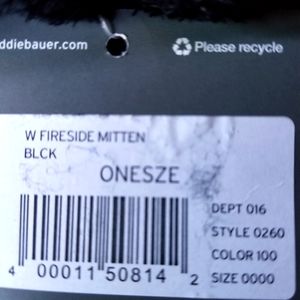 ddiebauer.com
Please recycle
W FIRESIDE MITTEN
BLCK
ONESZE
DEPT 016
STYLE 0260
COLOR 100
SIZE 0000
4 00011 50814 2